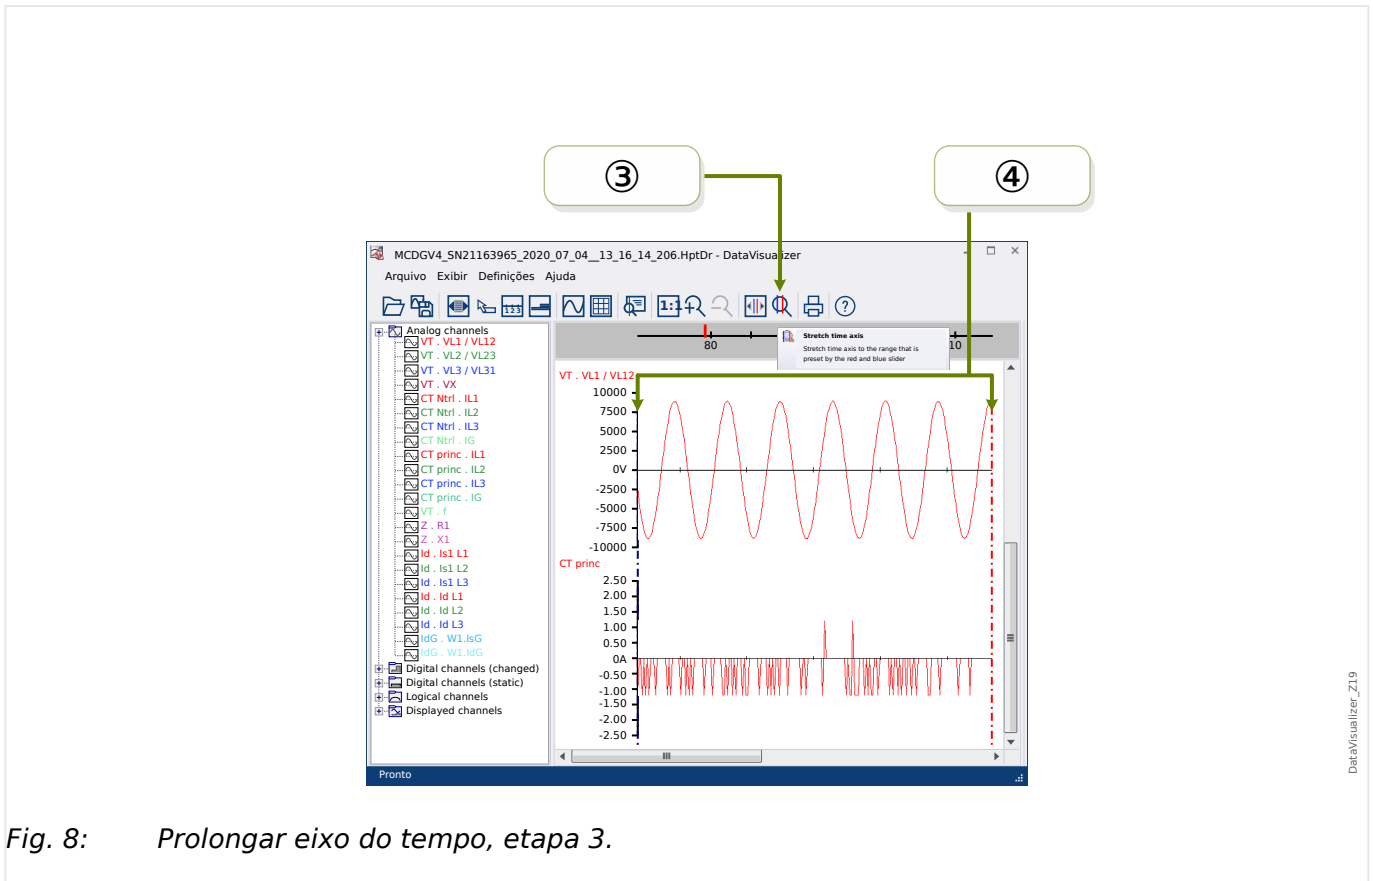 ③
④
MCDGV4_SN21163965_2020_07_04__13_16_14_206.HptDr - DataVisualizer
Arquivo Exibir Definições Ajuda
123
1:1
?
Analog channels
VT . VL1 / VL12
VT . VL2 / VL23
VT . VL3 / VL31
VT . VX
CT Ntrl . IL1
CT Ntrl . IL2
CT Ntrl . IL3
CT Ntrl . IG
CT princ . IL1
CT princ . IL2
CT princ . IL3
CT princ . IG
VT . f
Z . R1
Z . X1
Id . Is1 L1
Id . Is1 L2
Id . Is1 L3
Id . Id L1
Id . Id L2
Id . Id L3
IdG . W1.IsG
IdG . W1.IdG
Digital channels (changed)
Digital channels (static)
Logical channels
Displayed channels
80
10
Stretch time axis
Stretch time axis to the range that is
preset by the red and blue slider
VT . VL1 / VL12
10000
7500
5000
2500
0V
-2500
-5000
-7500
-10000
CT princ
2.50
2.00
1.50
1.00
0.50
0A
-0.50
-1.00
-1.50
-2.00
-2.50
Pronto
DataVisualizer_Z19
Fig. 8: Prolongar eixo do tempo, etapa 3.